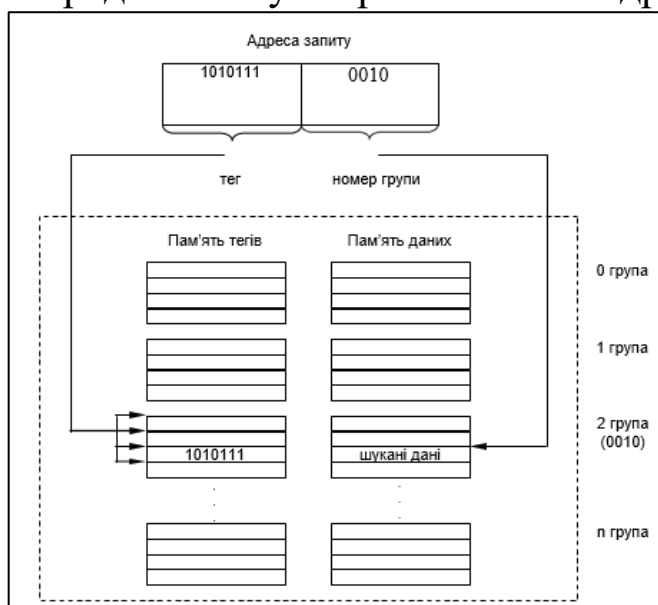 Адреса запиту
1010111 0010
тег номер групи
Пам'ять тегів Пам'ять даних
0 група
1 група
2 група
(0010)
1010111 шукані дані
n група